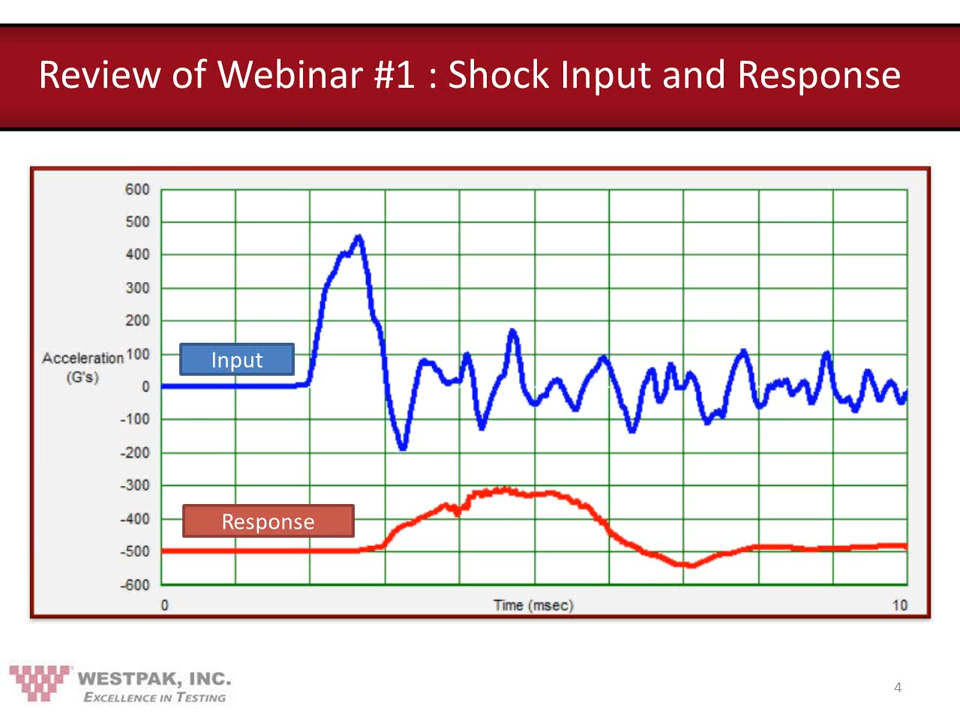 Review of Webinar #1 : Shock Input and Response
600
500
400
300
200
Acceleration 100
(G's)
0
-100
-200
-300
-400
-500
-600
Input
Response
0 Time (msec) 10
WESTPAK, INC.
EXCELLENCE IN TESTING
4